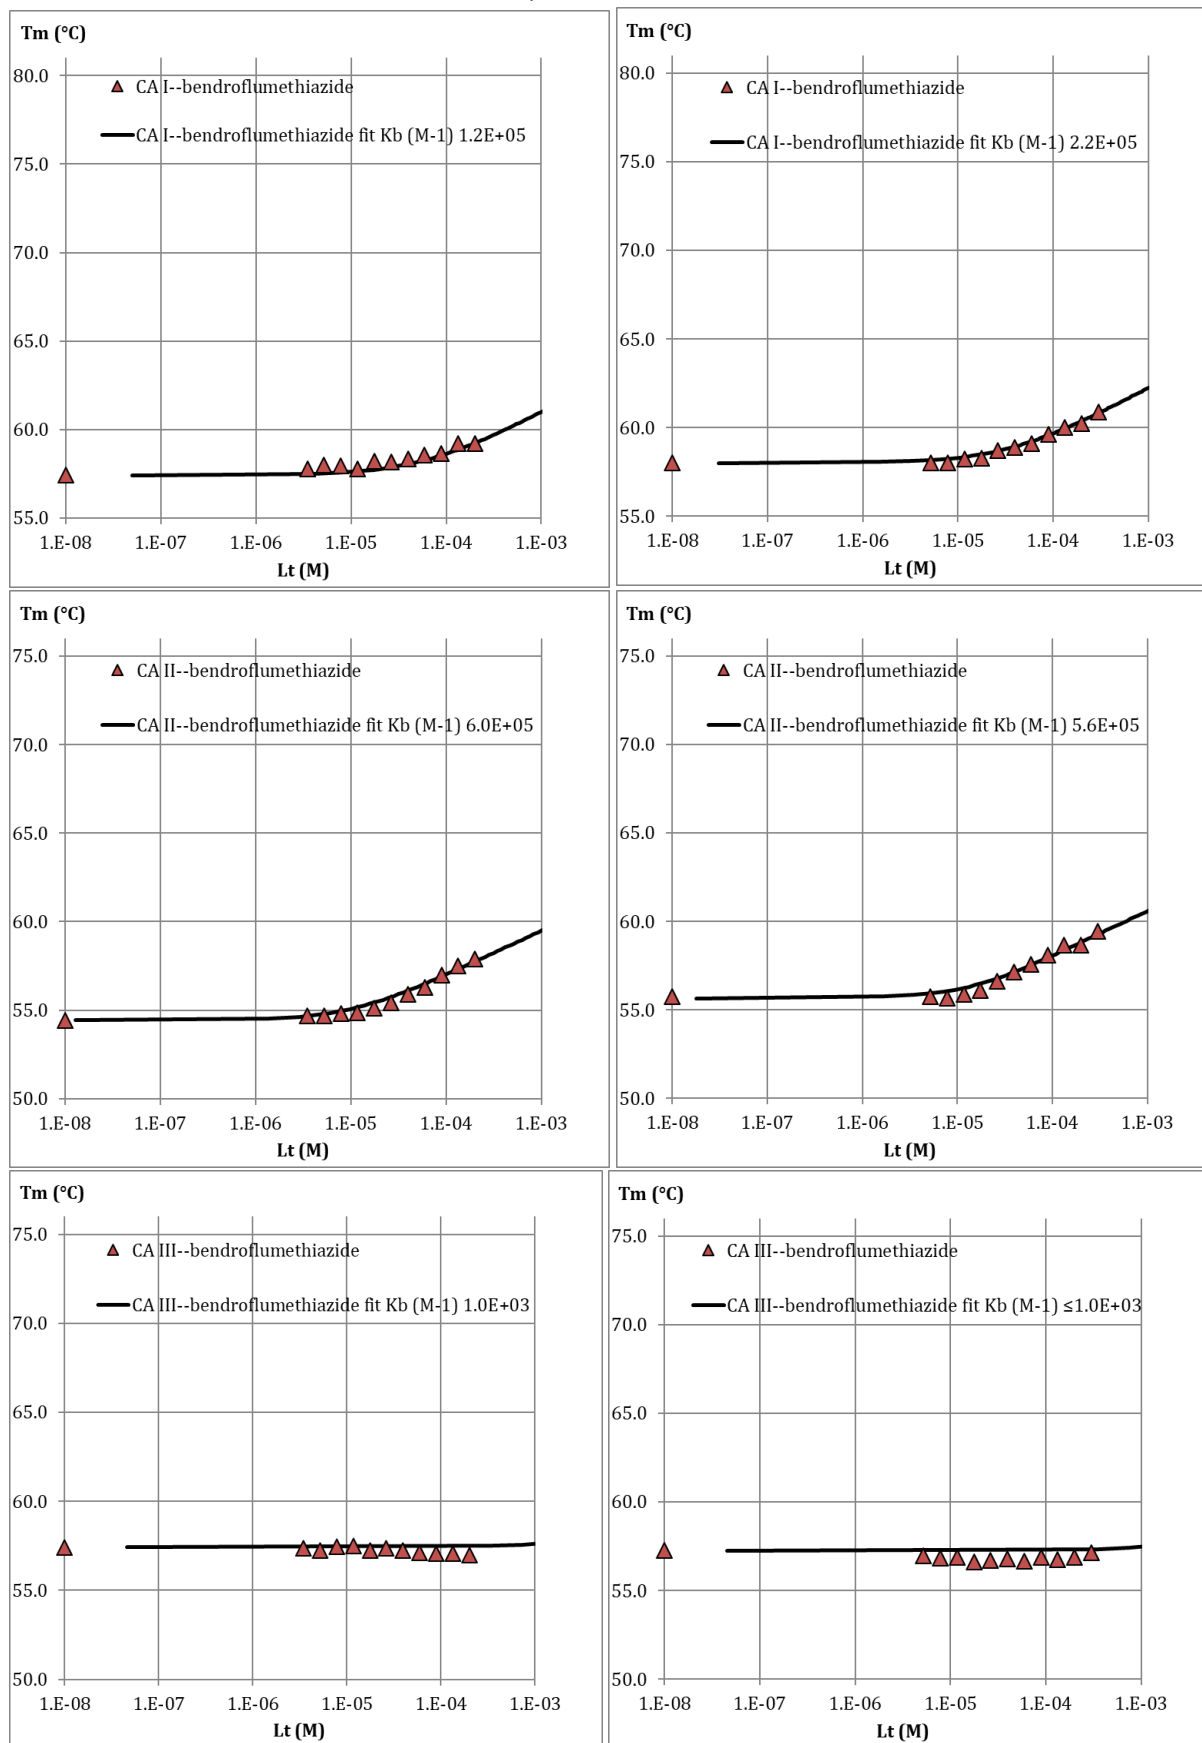 Tm (°C)
80.0
CA I--bendroflumethiazide
CA I--bendroflumethiazide fit Kb (M-1) 1.2E+05
75.0
70.0
65.0
60.0
55.0
1.E-08 1.E-07 1.E-06 1.E-05 1.E-04 1.E-03
Lt (M)
Tm (°C)
80.0
CA I--bendroflumethiazide
CA I--bendroflumethiazide fit Kb (M-1) 2.2E+05
75.0
70.0
65.0
60.0
55.0
1.E-08 1.E-07 1.E-06 1.E-05 1.E-04 1.E-03
Lt (M)
Tm (°C)
75.0
CA II--bendroflumethiazide
CA II--bendroflumethiazide fit Kb (M-1) 6.0E+05
70.0
65.0
60.0
55.0
50.0
1.E-08 1.E-07 1.E-06 1.E-05 1.E-04 1.E-03
Lt (M)
Tm (°C)
75.0
CA II--bendroflumethiazide
CA II--bendroflumethiazide fit Kb (M-1) 5.6E+05
70.0
65.0
60.0
55.0
50.0
1.E-08 1.E-07 1.E-06 1.E-05 1.E-04 1.E-03
Lt (M)
Tm (°C)
75.0
CA III--bendroflumethiazide
CA III--bendroflumethiazide fit Kb (M-1) 1.0E+03
70.0
65.0
60.0
55.0
50.0
1.E-08 1.E-07 1.E-06 1.E-05 1.E-04 1.E-03
Lt (M)
Tm (°C)
75.0
CA III--bendroflumethiazide
CA III--bendroflumethiazide fit Kb (M-1) ≤1.0E+03
70.0
65.0
60.0
55.0
50.0
1.E-08 1.E-07 1.E-06 1.E-05 1.E-04 1.E-03
Lt (M)